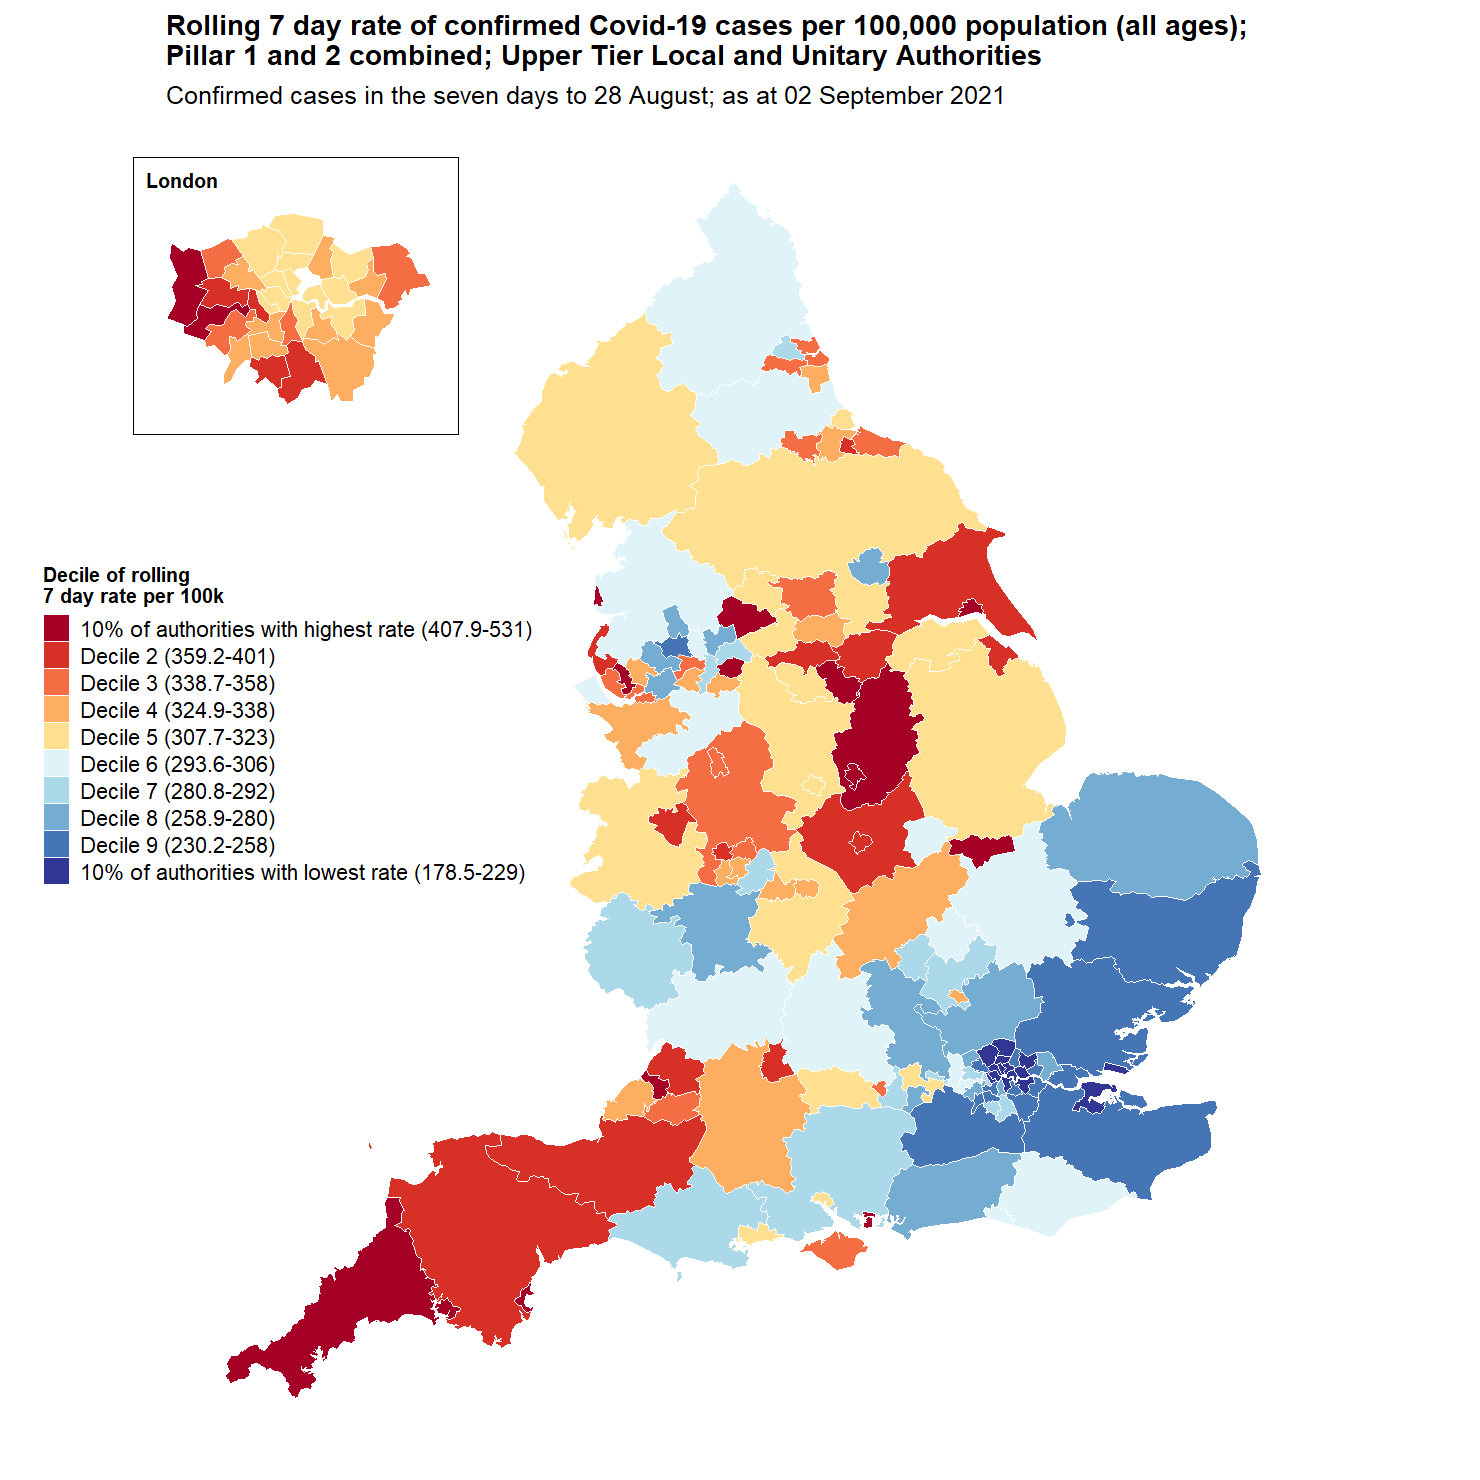 Rolling 7 day rate of confirmed Covid-19 cases per 100,000 population (all ages);
Pillar 1 and 2 combined; Upper Tier Local and Unitary Authorities
Confirmed cases in the seven days to 28 August; as at 02 September 2021
London
Decile of rolling
7 day rate per 100k
10% of authorities with highest rate (407.9-531)
Decile 2 (359.2-401)
Decile 3 (338.7-358)
Decile 4 (324.9-338)
Decile 5 (307.7-323)
Decile 6 (293.6-306)
Decile 7 (280.8-292)
Decile 8 (258.9-280)
Decile 9 (230.2-258)
10% of authorities with lowest rate (178.5-229)